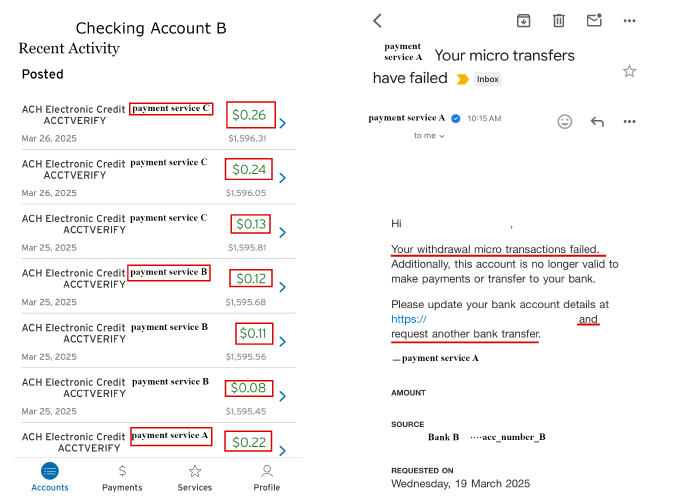 Checking Account B
Recent Activity
Posted
ACH Electronic Credit payment service C
ACCTVERIFY
$0.26
Mar 26, 2025
$1,596.31
ACH Electronic Credit payment service C
ACCTVERIFY
$0.24
Mar 26, 2025
$1,596.05
ACH Electronic Credit payment service C
ACCTVERIFY
$0.13
Mar 25, 2025
$1,595.81
ACH Electronic Credit payment service B
ACCTVERIFY
$0.12
Mar 25, 2025
$1,595.68
ACH Electronic Credit payment service B
ACCTVERIFY
$0.11
Mar 25, 2025
$1,595.56
ACH Electronic Credit payment service B
ACCTVERIFY
$0.08
Mar 25, 2025
$1,595.45
ACH Electronic Credit payment service A
ACCTVERIFY
$0.22
Accounts
Payments
Services
Profile
payment
service A Your micro transfers
have failed Inbox
payment service A 10:15 AM
to me
Hi ,
Your withdrawal micro transactions failed.
Additionally, this account is no longer valid to
make payments or transfer to your bank.
Please update your bank account details at
https:// and
request another bank transfer.
—payment service A
AMOUNT
SOURCE
Bank B ····acc_number_B
REQUESTED ON
Wednesday, 19 March 2025